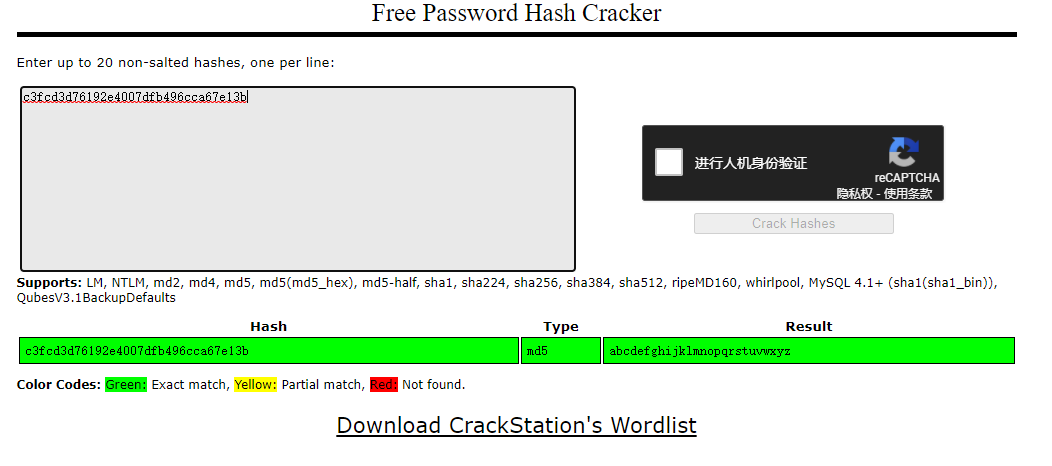 Free Password Hash Cracker
Enter up to 20 non-salted hashes, one per line:
c3fcd3d76192e4007dfb496cca67e13b
进行人机身份验证
reCAPTCHA
隐私权 - 使用条款
Crack Hashes
Supports: LM, NTLM, md2, md4, md5, md5(md5_hex), md5-half, sha1, sha224, sha256, sha384, sha512, ripeMD160, whirlpool, MySQL 4.1+ (sha1(sha1_bin)),
QubesV3.1BackupDefaults
Hash Type Result
c3fcd3d76192e4007dfb496cca67e13b md5 abcdefghijklmnopqrstuvwxyz
Color Codes: Green: Exact match, Yellow: Partial match, Red: Not found.
Download CrackStation's Wordlist